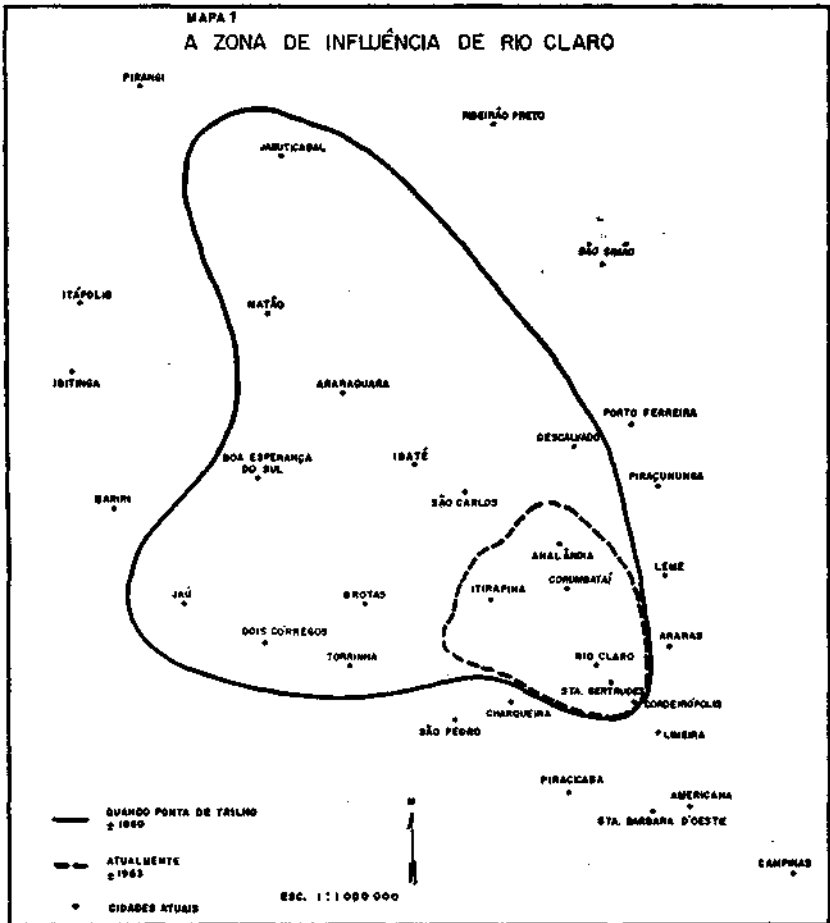 MAPA 1
A ZONA DE INFLUÊNCIA DE RIO CLARO
PIRANGI
RIBEIRÃO PRETO
JABUTICABAL
SÃO SIMÃO
ITÁPOLIS
MATÃO
IBITINGA
ARARAQUARA
PORTO FERREIRA
DESCALVADO
BOA ESPERANÇA
DO SUL
IBATÉ
PIRAÇUNUNGA
BARIRI
SÃO CARLOS
ANALÂNDIA
LEME
CORUMBATAÍ
JAÚ
BROTAS
ITIRAPINA
DOIS CÓRREGOS
ARARAS
TORRINHA
RIO CLARO
STA. GERTRUDES
CHARQUEIRA
CORDEIRÓPOLIS
SÃO PEDRO
LIMEIRA
PIRACICABA
AMERICANA
STA. BARBARA D'OESTE
CAMPINAS
QUANDO PONTA DE TRILHO
± 1860
ATUALMENTE
± 1963
CIDADES ATUAIS
N
ESC. 1:1 000 000